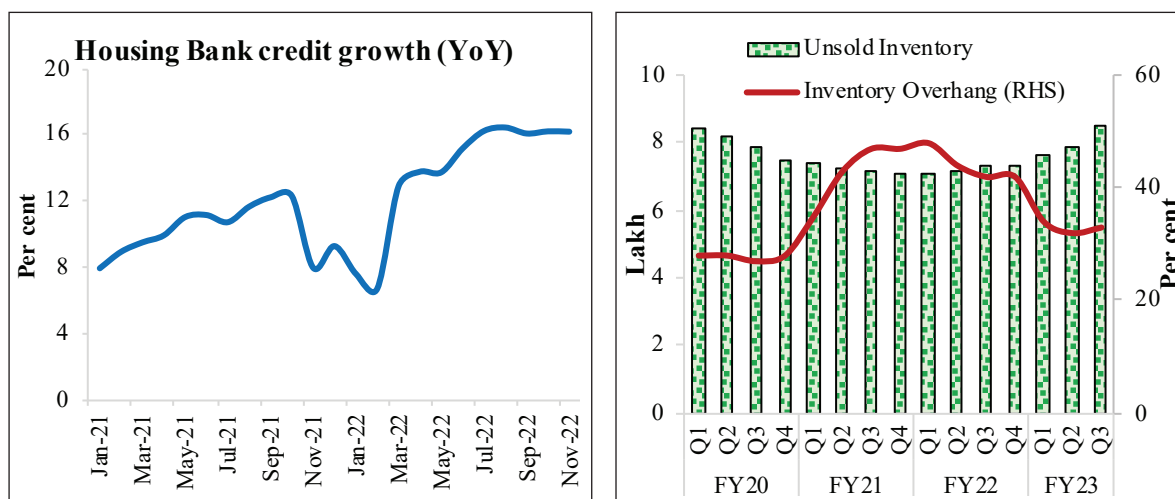 Housing Bank credit growth (YoY)
20
16
12
8
4
0
Per cent
Jan-21
Mar-21
May-21
Jul-21
Sep-21
Nov-21
Jan-22
Mar-22
May-22
Jul-22
Sep-22
Nov-22
Unsold Inventory
Inventory Overhang (RHS)
10
8
6
4
2
0
Lakh
60
40
20
0
Per cent
Q1 Q2 Q3 Q4 Q1 Q2 Q3 Q4 Q1 Q2 Q3 Q4 Q1 Q2 Q3
FY20 FY21 FY22 FY23